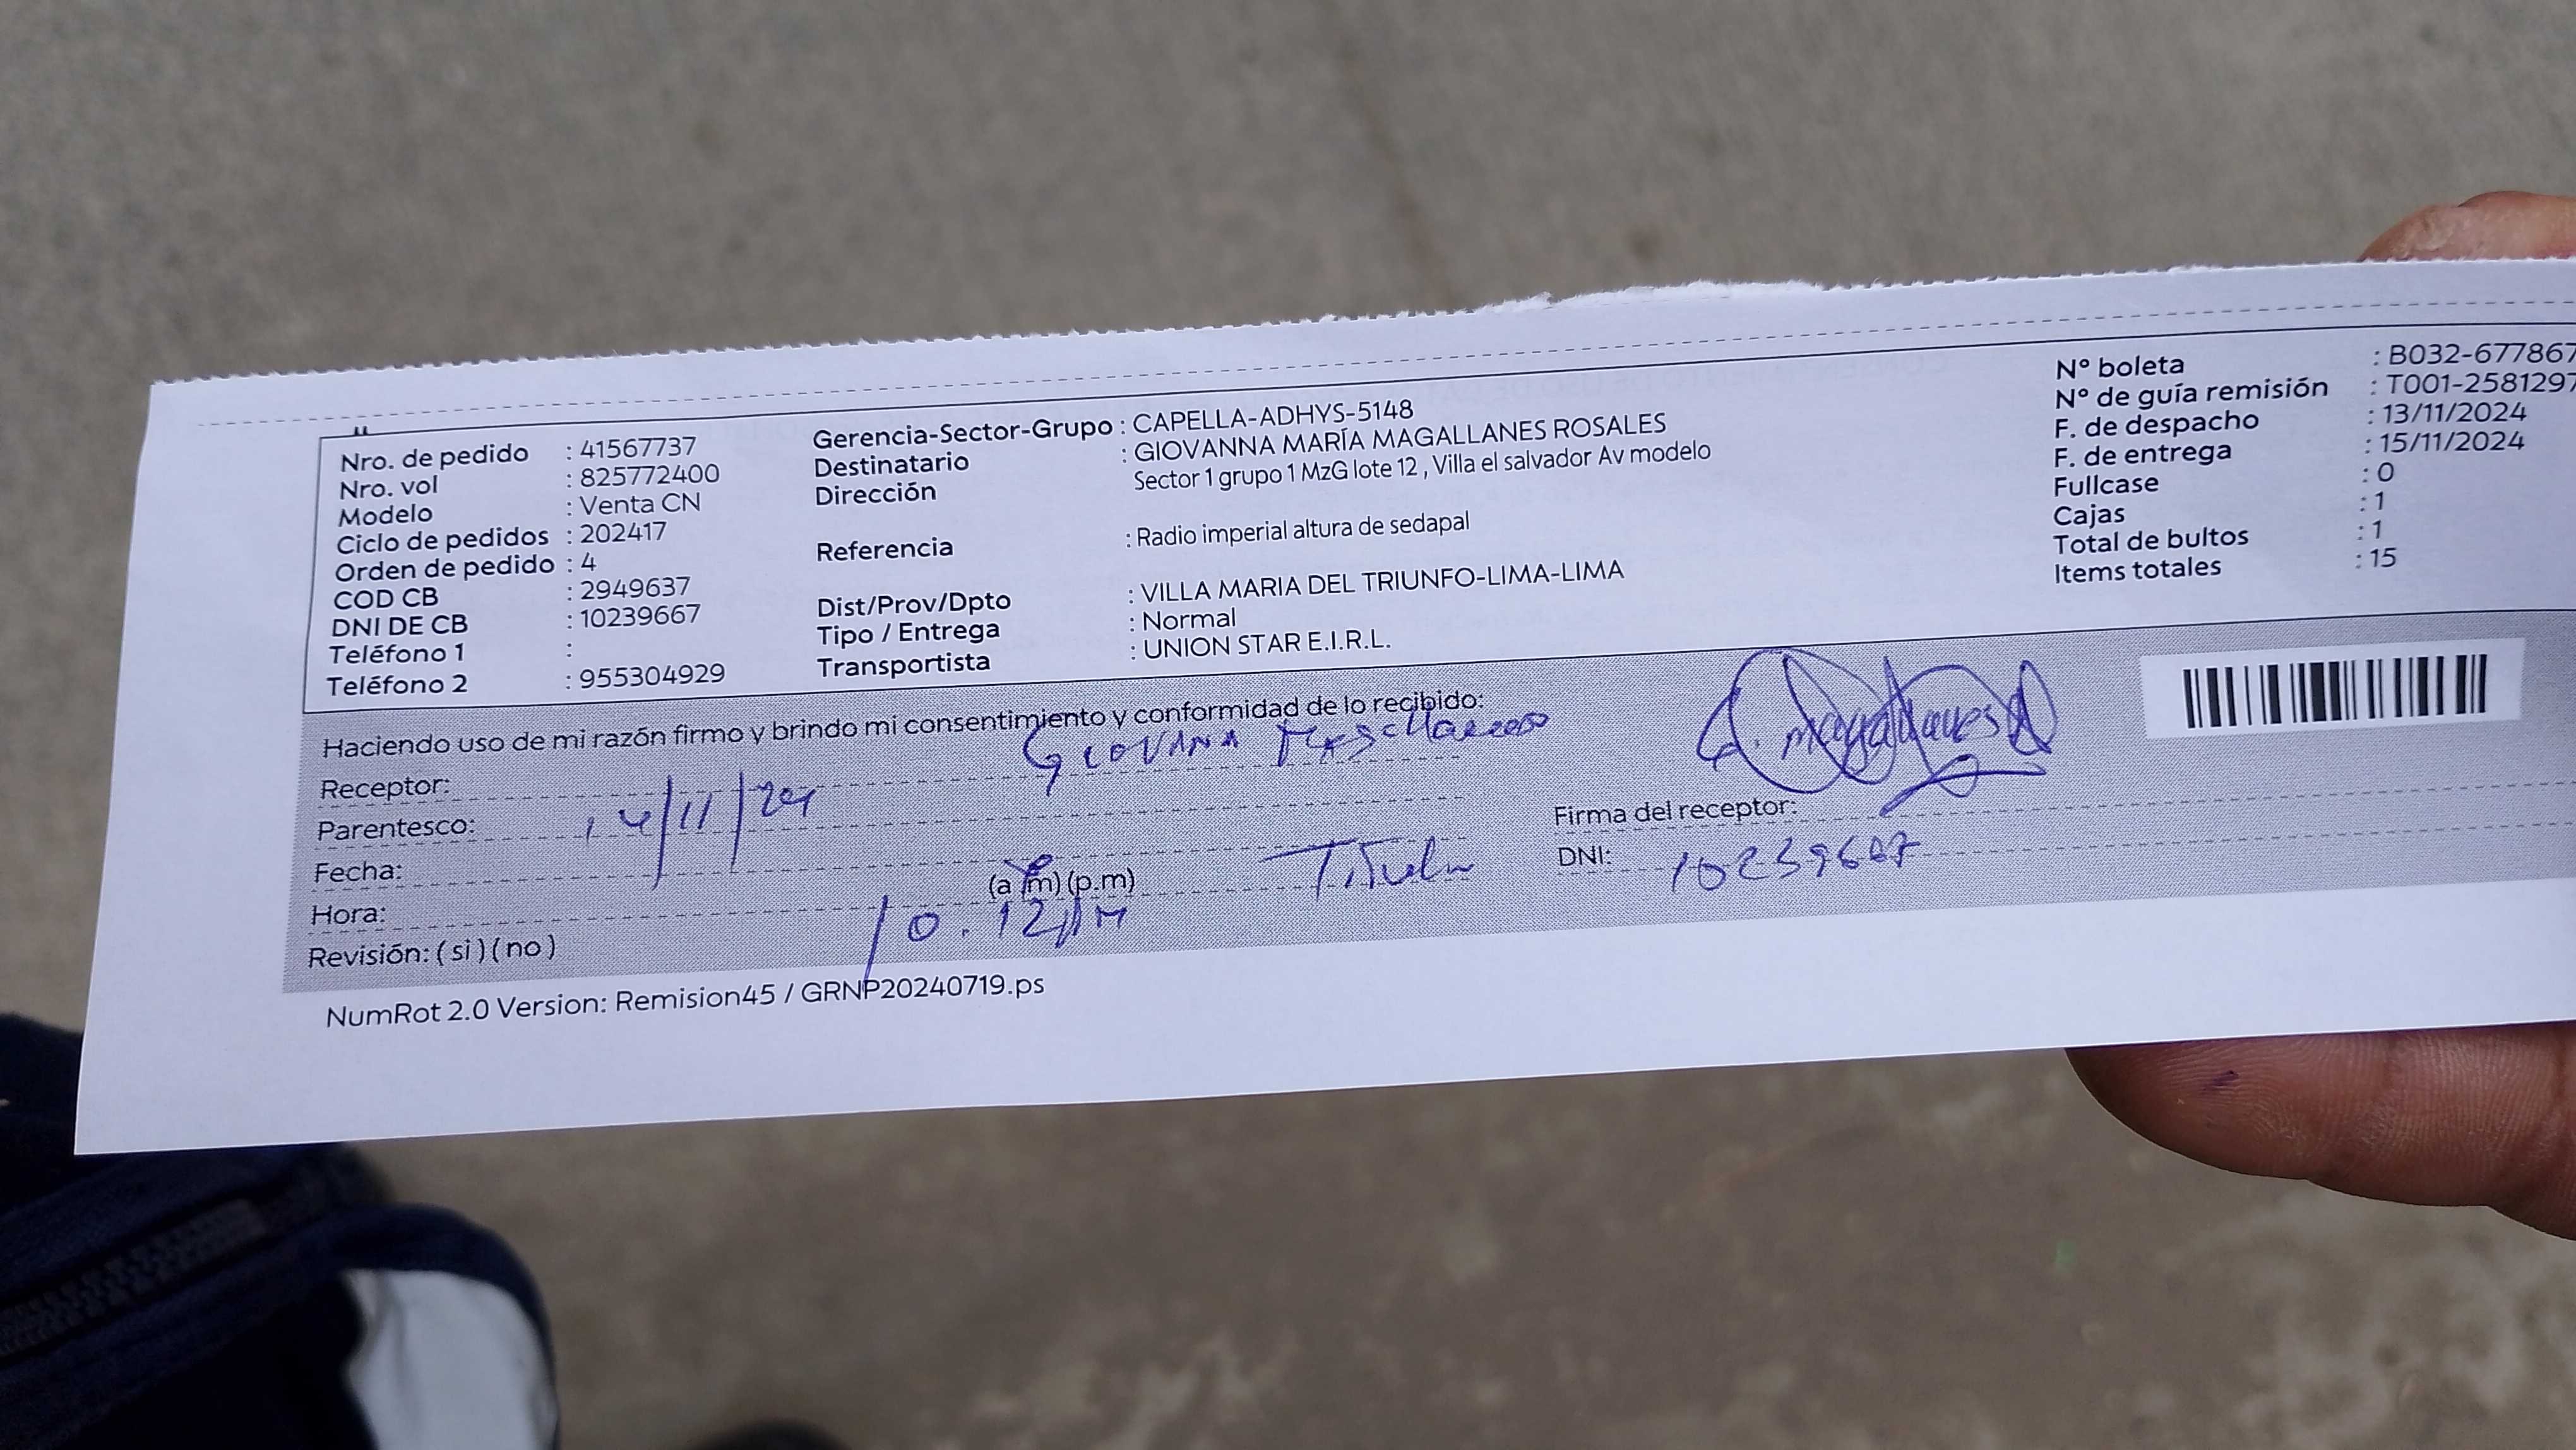 Nro. de pedido : 41567737
Nro. vol : 825772400
Modelo : Venta CN
Ciclo de pedidos : 202417
Orden de pedido : 4
COD CB : 2949637
DNI DE CB : 10239667
Teléfono 1 :
Teléfono 2 : 955304929
Gerencia-Sector-Grupo : CAPELLA-ADHYS-5148
Destinatario : GIOVANNA MARÍA MAGALLANES ROSALES
Dirección Sector 1 grupo 1 MzG lote 12 , Villa el salvador Av modelo
Referencia : Radio imperial altura de sedapal
Dist/Prov/Dpto : VILLA MARIA DEL TRIUNFO-LIMA-LIMA
Tipo / Entrega : Normal
Transportista : UNION STAR E.I.R.L.
N° boleta : B032-677867
N° de guía remisión : T001-2581297
F. de despacho : 13/11/2024
F. de entrega : 15/11/2024
Fullcase : 0
Cajas : 1
Total de bultos : 1
Items totales : 15
Haciendo uso de mi razón firmo y brindo mi consentimiento y conformidad de lo recibido:
Receptor: Giovana
Parentesco:
Fecha: 14/11/24
Hora: (a m) (p.m)
10.12 AM
Titular
Revisión: ( si ) ( no )
Firma del receptor:
DNI: 10239667
NumRot 2.0 Version: Remision45 / GRNP20240719.ps